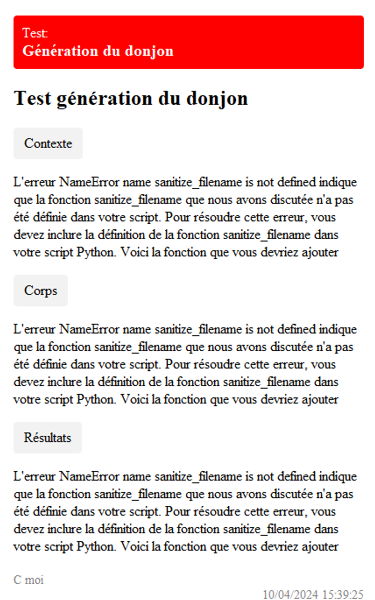 Test:
Génération du donjon
Test génération du donjon
Contexte
L'erreur NameError name sanitize_filename is not defined indique
que la fonction sanitize_filename que nous avons discutée n'a pas
été définie dans votre script. Pour résoudre cette erreur, vous
devez inclure la définition de la fonction sanitize_filename dans
votre script Python. Voici la fonction que vous devriez ajouter
Corps
L'erreur NameError name sanitize_filename is not defined indique
que la fonction sanitize_filename que nous avons discutée n'a pas
été définie dans votre script. Pour résoudre cette erreur, vous
devez inclure la définition de la fonction sanitize_filename dans
votre script Python. Voici la fonction que vous devriez ajouter
Résultats
L'erreur NameError name sanitize_filename is not defined indique
que la fonction sanitize_filename que nous avons discutée n'a pas
été définie dans votre script. Pour résoudre cette erreur, vous
devez inclure la définition de la fonction sanitize_filename dans
votre script Python. Voici la fonction que vous devriez ajouter
C moi
10/04/2024 15:39:25